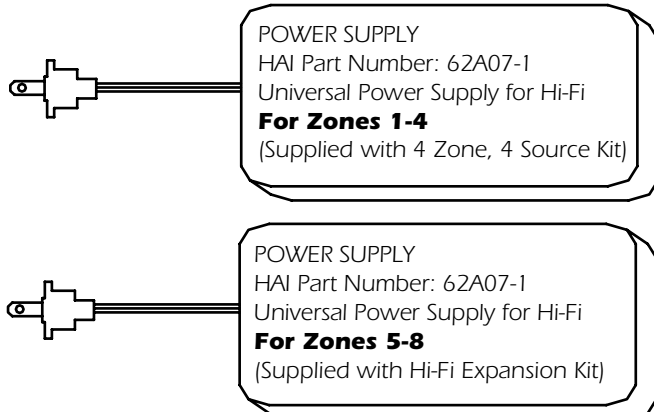 POWER SUPPLY
HAI Part Number: 62A07-1
Universal Power Supply for Hi-Fi
For Zones 1-4
(Supplied with 4 Zone, 4 Source Kit)
POWER SUPPLY
HAI Part Number: 62A07-1
Universal Power Supply for Hi-Fi
For Zones 5-8
(Supplied with Hi-Fi Expansion Kit)